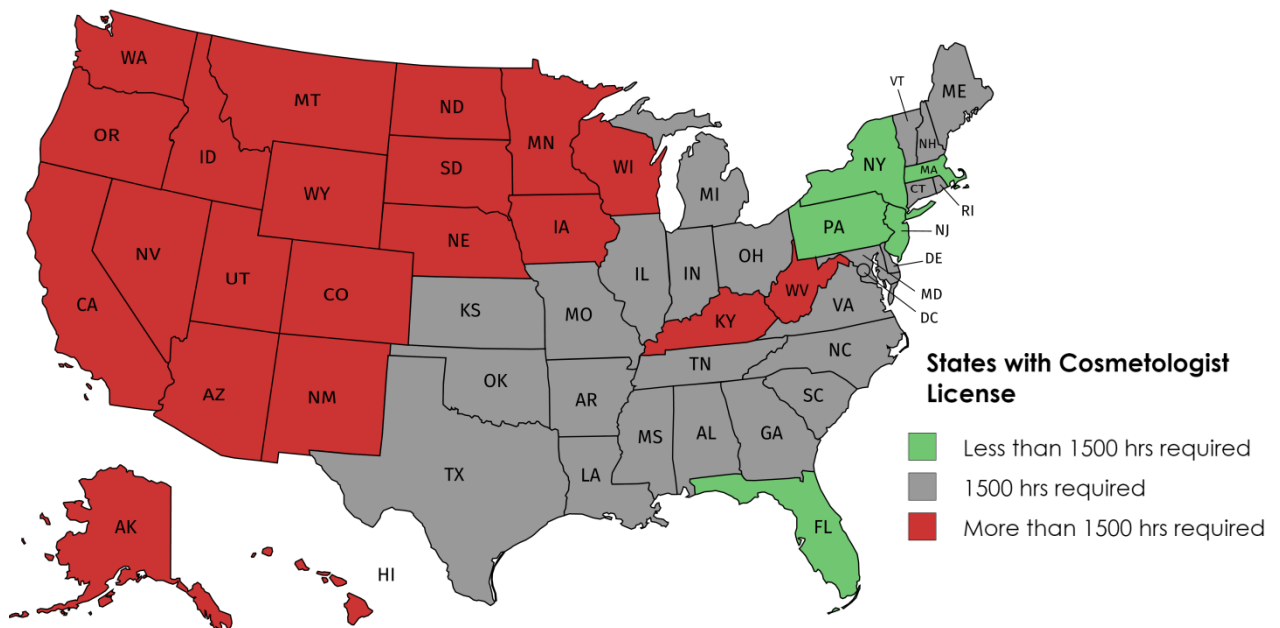 WA
MT
ND
MN
OR
ID
SD
WI
WY
MI
NE
IA
NV
UT
CO
CA
KS
MO
IL
IN
OH
KY
WV
VA
PA
NY
VT
NH
ME
MA
CT
RI
NJ
DE
MD
DC
AZ
NM
OK
AR
TN
NC
SC
TX
LA
MS
AL
GA
FL
AK
HI
States with Cosmetologist
License
Less than 1500 hrs required
1500 hrs required
More than 1500 hrs required